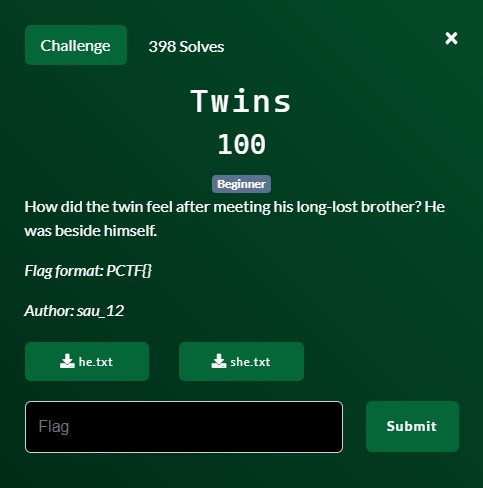 Challenge 398 Solves ×
Twins
100
Beginner
How did the twin feel after meeting his long-lost brother? He
was beside himself.
Flag format: PCTF{}
Author: sau_12
he.txt she.txt
Flag Submit